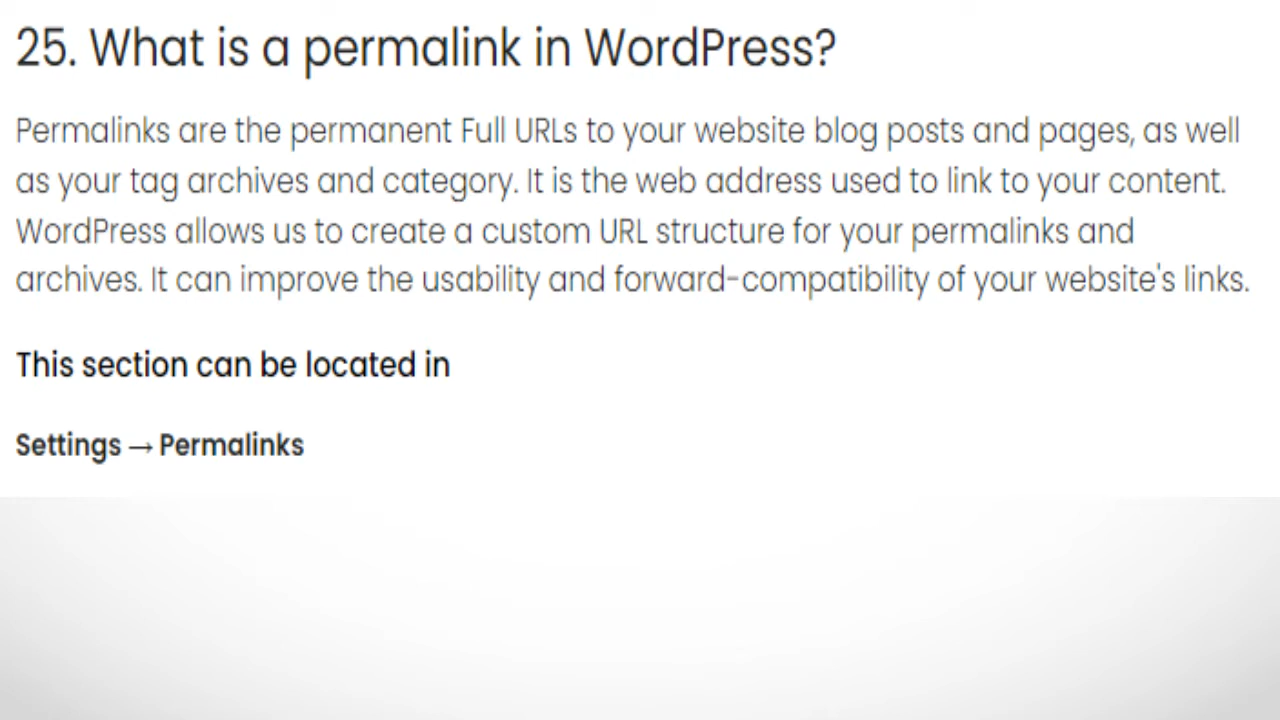 25. What is a permalink in WordPress?
Permalinks are the permanent Full URLs to your website blog posts and pages, as well
as your tag archives and category. It is the web address used to link to your content.
WordPress allows us to create a custom URL structure for your permalinks and
archives. It can improve the usability and forward-compatibility of your website's links.
This section can be located in
Settings → Permalinks